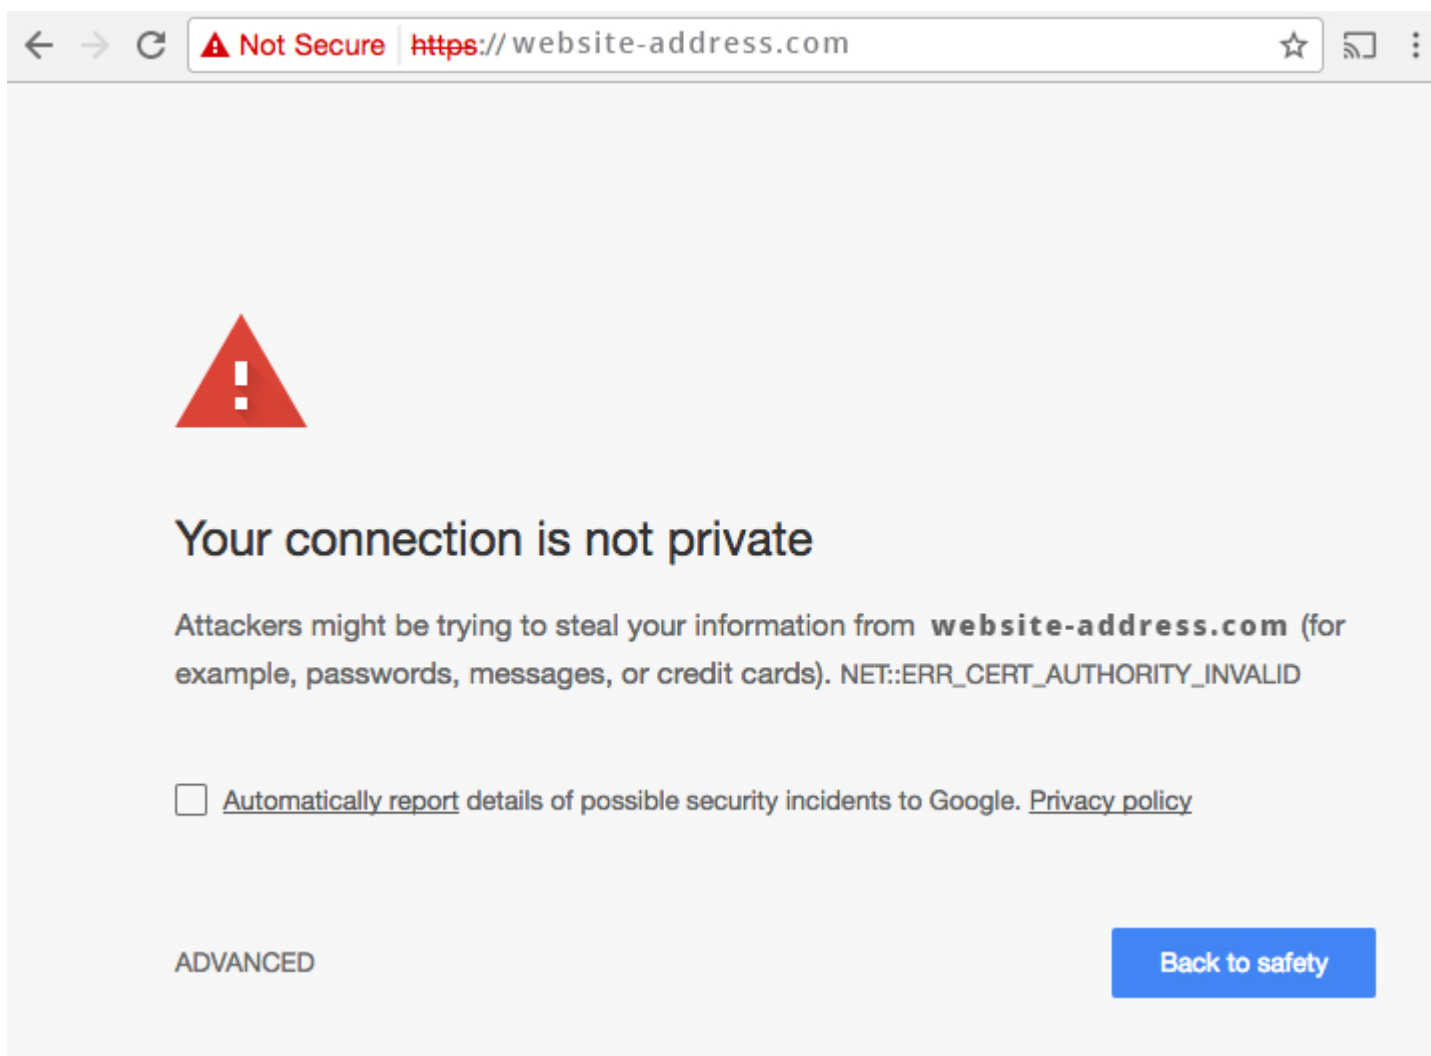 Not Secure https://website-address.com
Your connection is not private
Attackers might be trying to steal your information from website-address.com (for
example, passwords, messages, or credit cards). NET::ERR_CERT_AUTHORITY_INVALID
Automatically report details of possible security incidents to Google. Privacy policy
ADVANCED
Back to safety